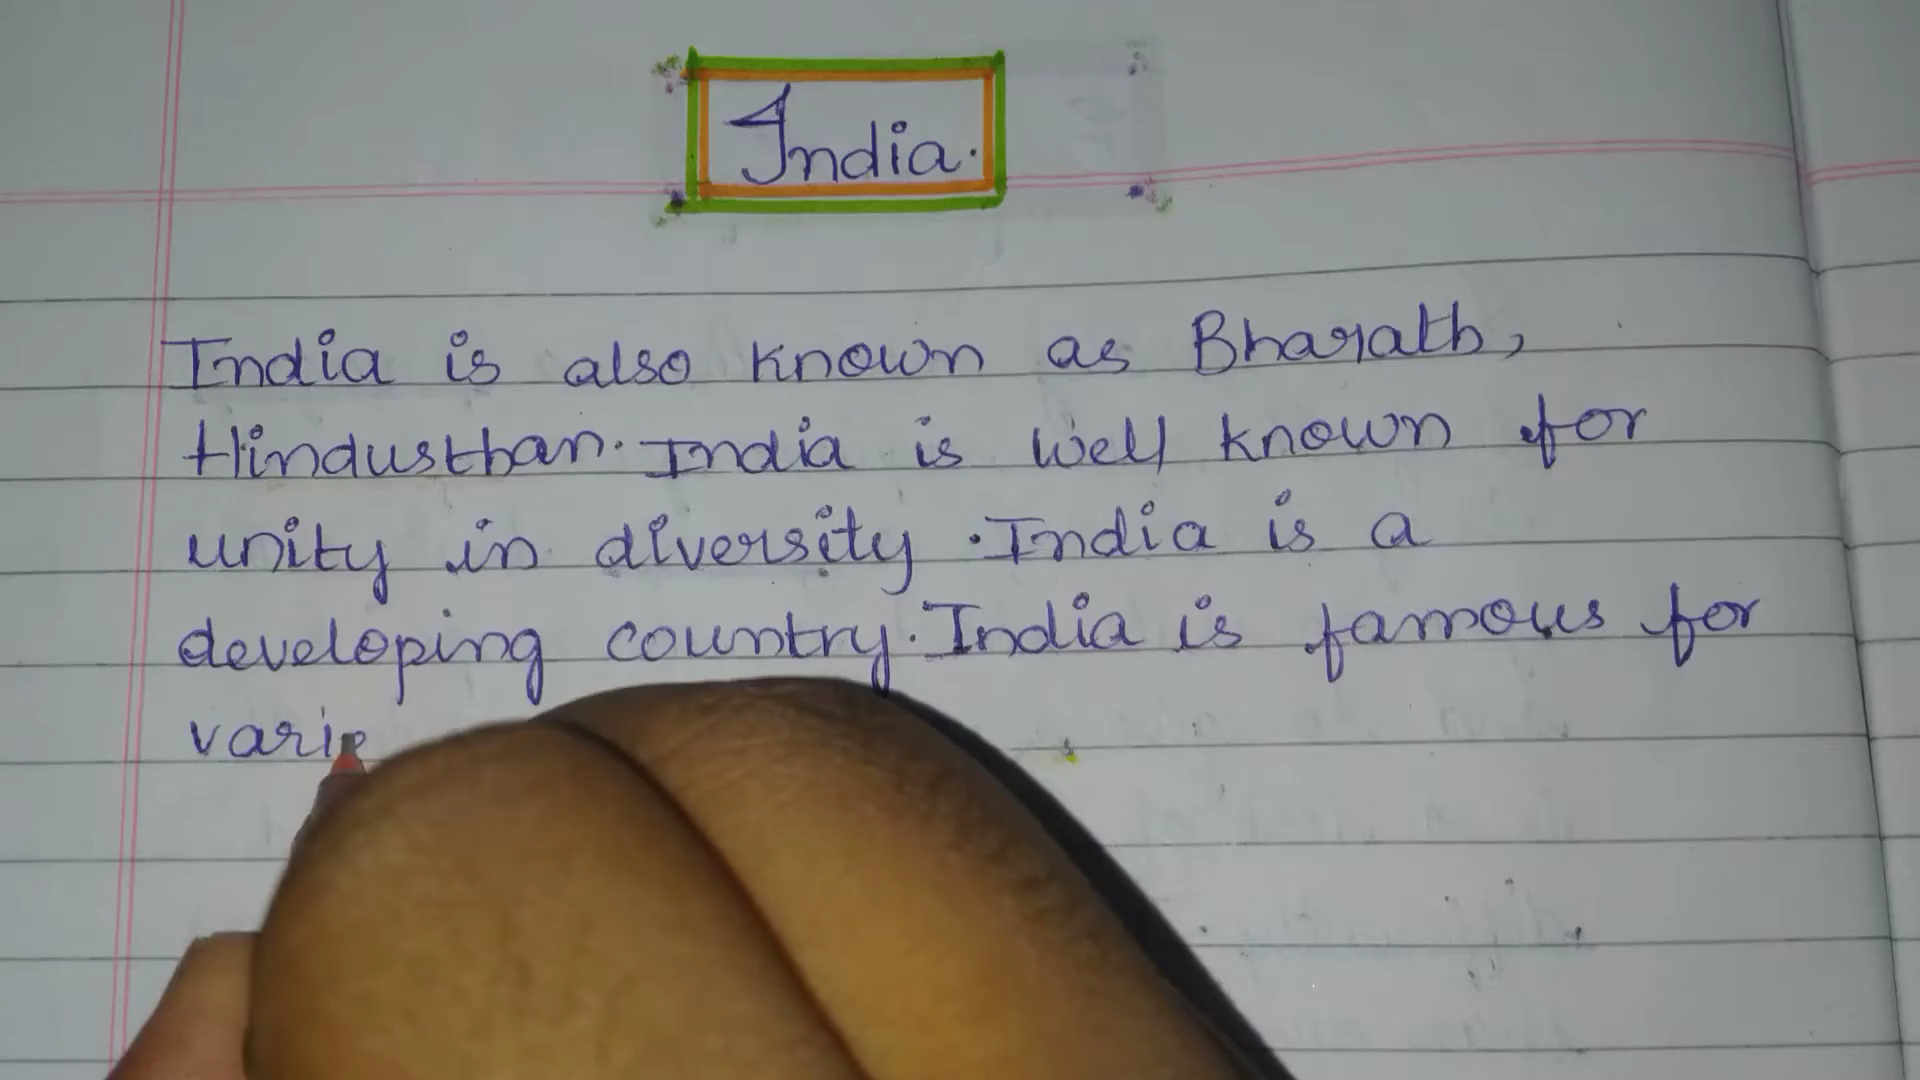 India.
India is also known as Bharath,
Hindusthan. India is well known for
unity in diversity. India is a
developing country. India is famous for